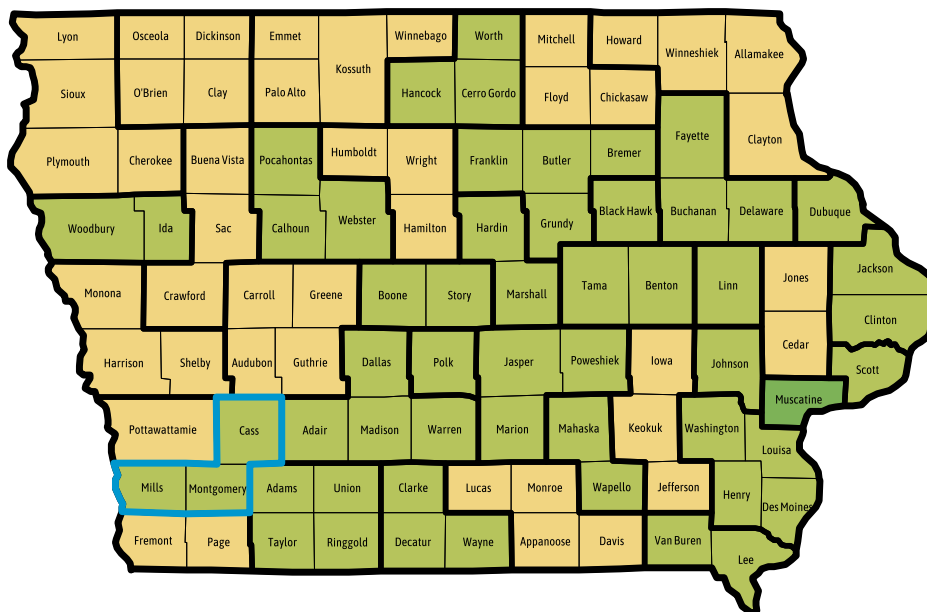 Lyon
Osceola
Dickinson
Emmet
Kossuth
Winnebago
Worth
Mitchell
Howard
Winneshiek
Allamakee
Sioux
O'Brien
Clay
Palo Alto
Hancock
Cerro Gordo
Floyd
Chickasaw
Fayette
Clayton
Plymouth
Cherokee
Buena Vista
Pocahontas
Humboldt
Wright
Franklin
Butler
Bremer
Woodbury
Ida
Sac
Calhoun
Webster
Hamilton
Hardin
Grundy
Black Hawk
Buchanan
Delaware
Dubuque
Monona
Crawford
Carroll
Greene
Boone
Story
Marshall
Tama
Benton
Linn
Jones
Jackson
Clinton
Harrison
Shelby
Audubon
Guthrie
Dallas
Polk
Jasper
Poweshiek
Iowa
Johnson
Cedar
Scott
Muscatine
Pottawattamie
Cass
Adair
Madison
Warren
Marion
Mahaska
Keokuk
Washington
Louisa
Mills
Montgomery
Adams
Union
Clarke
Lucas
Monroe
Wapello
Jefferson
Henry
Des Moines
Fremont
Page
Taylor
Ringgold
Decatur
Wayne
Appanoose
Davis
Van Buren
Lee